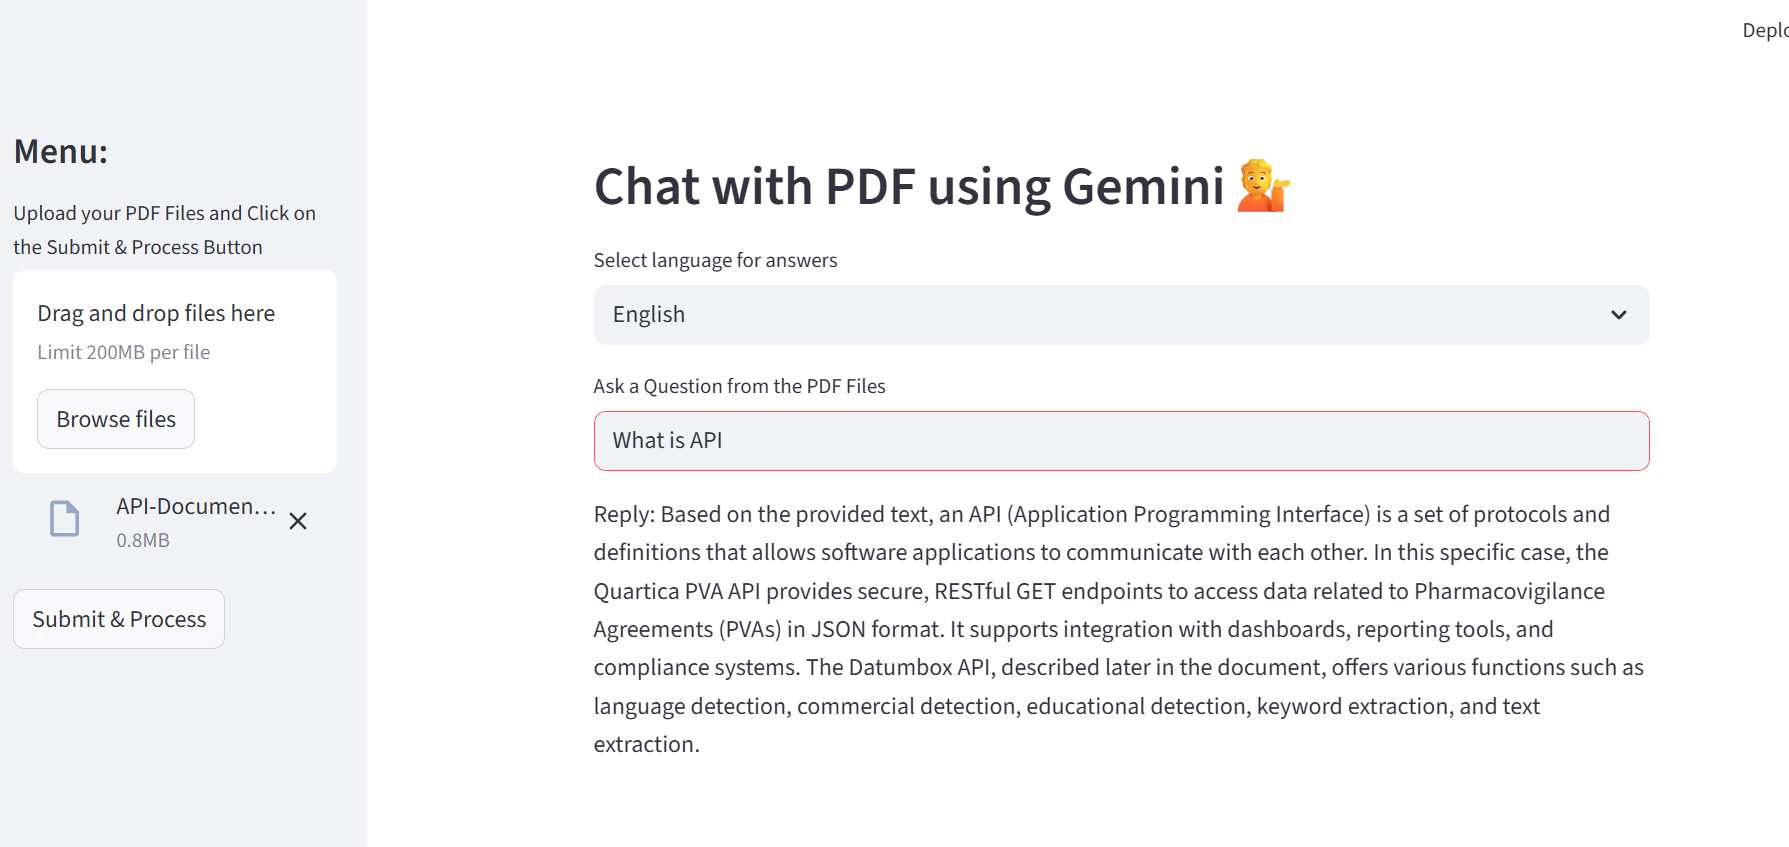 Deplo
Menu:
Upload your PDF Files and Click on
the Submit & Process Button
Drag and drop files here
Limit 200MB per file
Browse files
API-Documen...
0.8MB
Submit & Process
Chat with PDF using Gemini
Select language for answers
English
Ask a Question from the PDF Files
What is API
Reply: Based on the provided text, an API (Application Programming Interface) is a set of protocols and
definitions that allows software applications to communicate with each other. In this specific case, the
Quartica PVA API provides secure, RESTful GET endpoints to access data related to Pharmacovigilance
Agreements (PVAs) in JSON format. It supports integration with dashboards, reporting tools, and
compliance systems. The Datumbox API, described later in the document, offers various functions such as
language detection, commercial detection, educational detection, keyword extraction, and text
extraction.